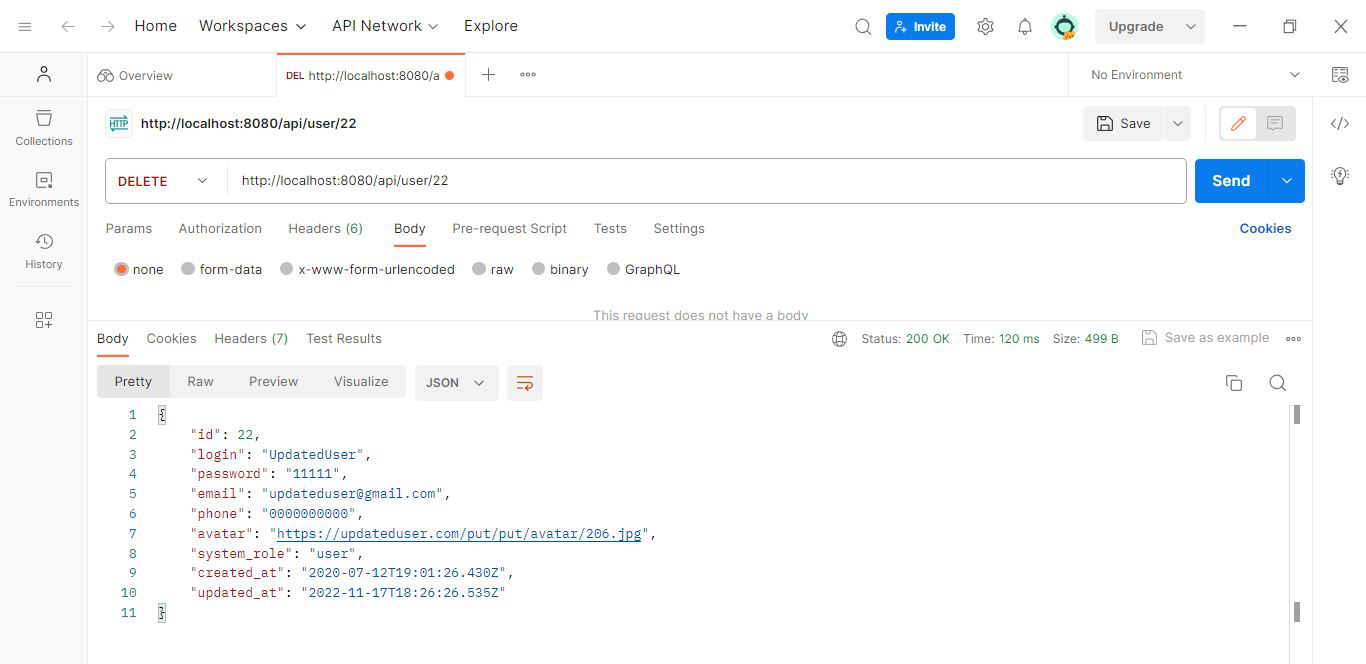 Home Workspaces API Network Explore Invite Upgrade
Overview DEL http://localhost:8080/a No Environment
HTTP http://localhost:8080/api/user/22 Save
Collections
DELETE http://localhost:8080/api/user/22 Send
Environments
Params Authorization Headers (6) Body Pre-request Script Tests Settings Cookies
History
none form-data x-www-form-urlencoded raw binary GraphQL
This request does not have a body
Body Cookies Headers (7) Test Results Status: 200 OK Time: 120 ms Size: 499 B Save as example
Pretty Raw Preview Visualize JSON
1 {
2 "id": 22,
3 "login": "UpdatedUser",
4 "password": "11111",
5 "email": "updateduser@gmail.com",
6 "phone": "0000000000",
7 "avatar": "https://updateduser.com/put/put/avatar/206.jpg",
8 "system_role": "user",
9 "created_at": "2020-07-12T19:01:26.430Z",
10 "updated_at": "2022-11-17T18:26:26.535Z"
11 }